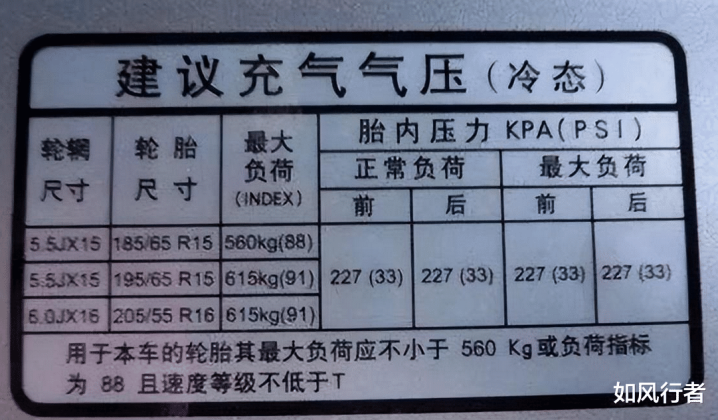 建议充气气压(冷态)
轮辋尺寸 轮胎尺寸 最大负荷(INDEX) 胎内压力 KPA(PSI)
正常负荷 最大负荷
前 后 前 后
5.5JX15 185/65 R15 560kg(88)
5.5JX15 195/65 R15 615kg(91) 227 (33) 227 (33) 227 (33) 227 (33)
6.0JX16 205/55 R16 615kg(91)
用于本车的轮胎其最大负荷应不小于 560 Kg或负荷指标
为 88 且速度等级不低于T
如风行者